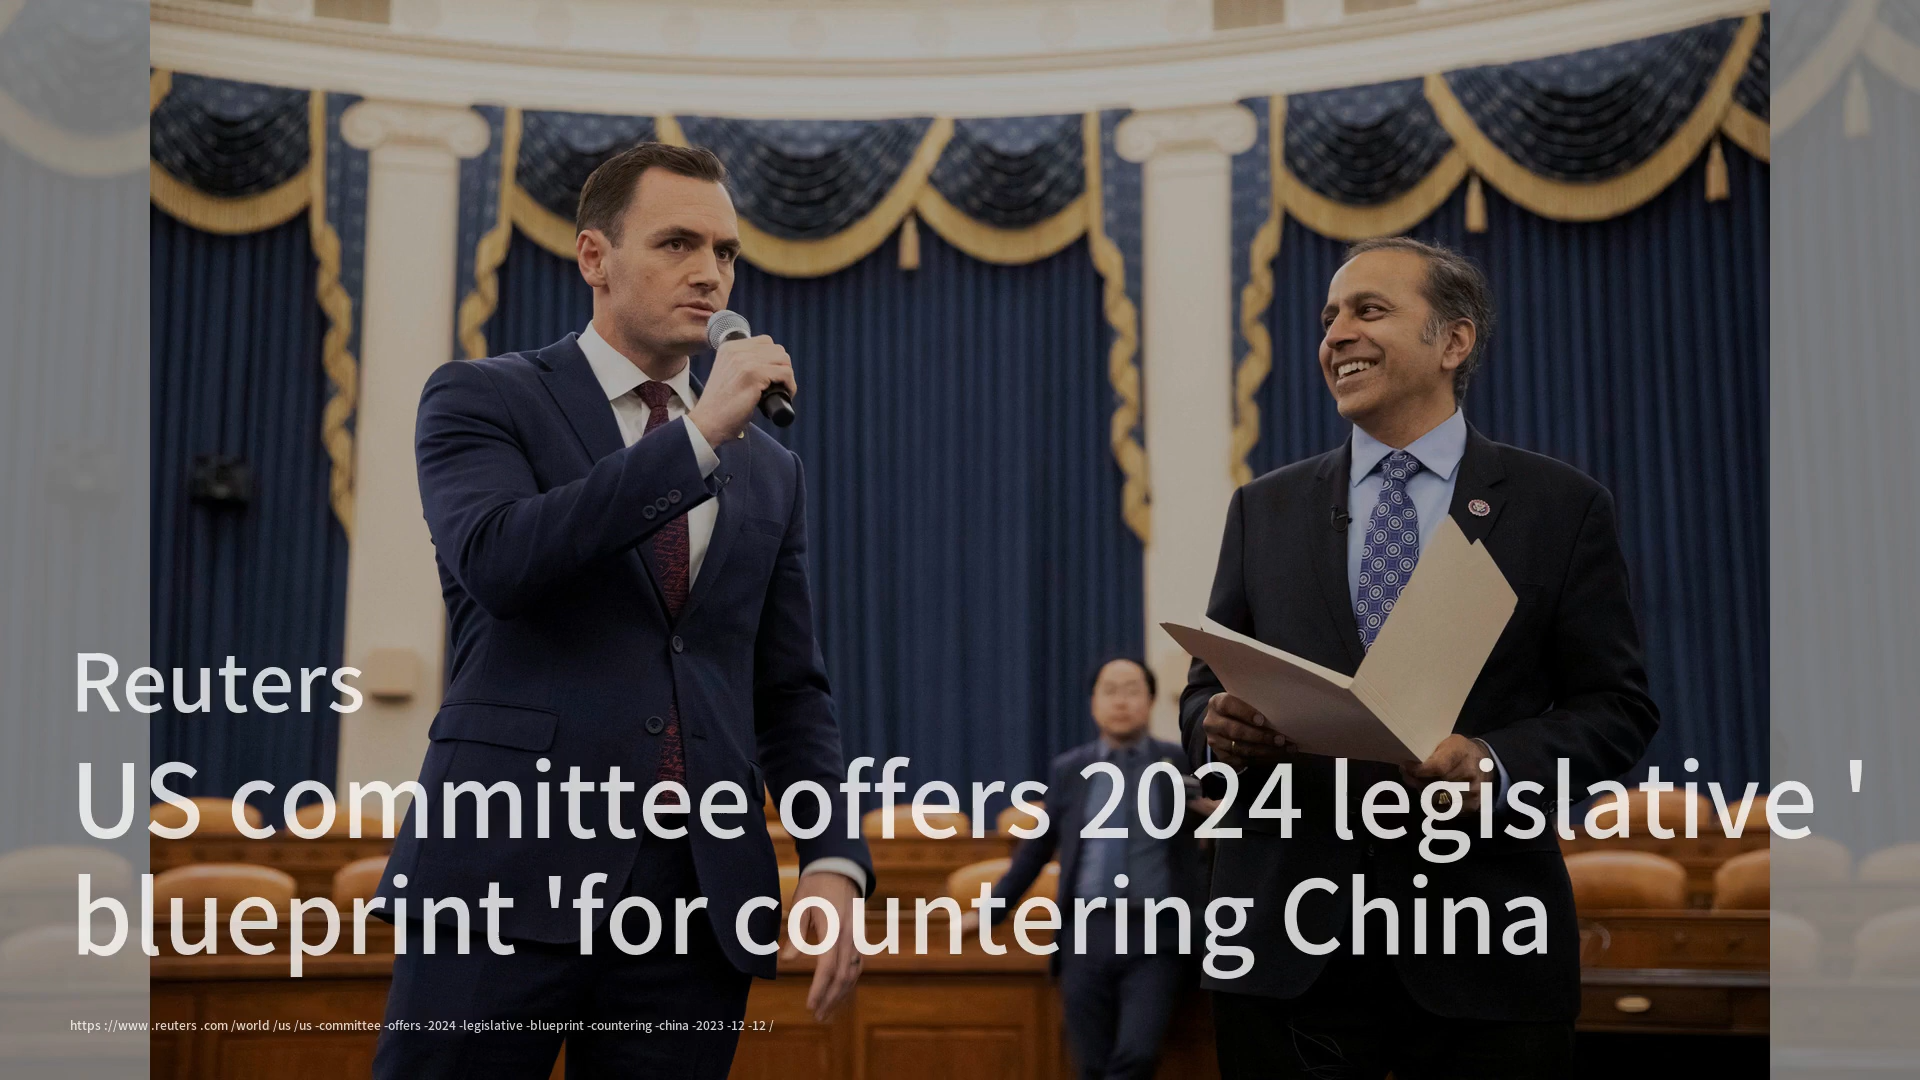 Reuters
US committee offers 2024 legislative '
blueprint 'for countering China
https ://www .reuters .com /world /us /us -committee -offers -2024 -legislative -blueprint -countering -china -2023 -12 -12 /